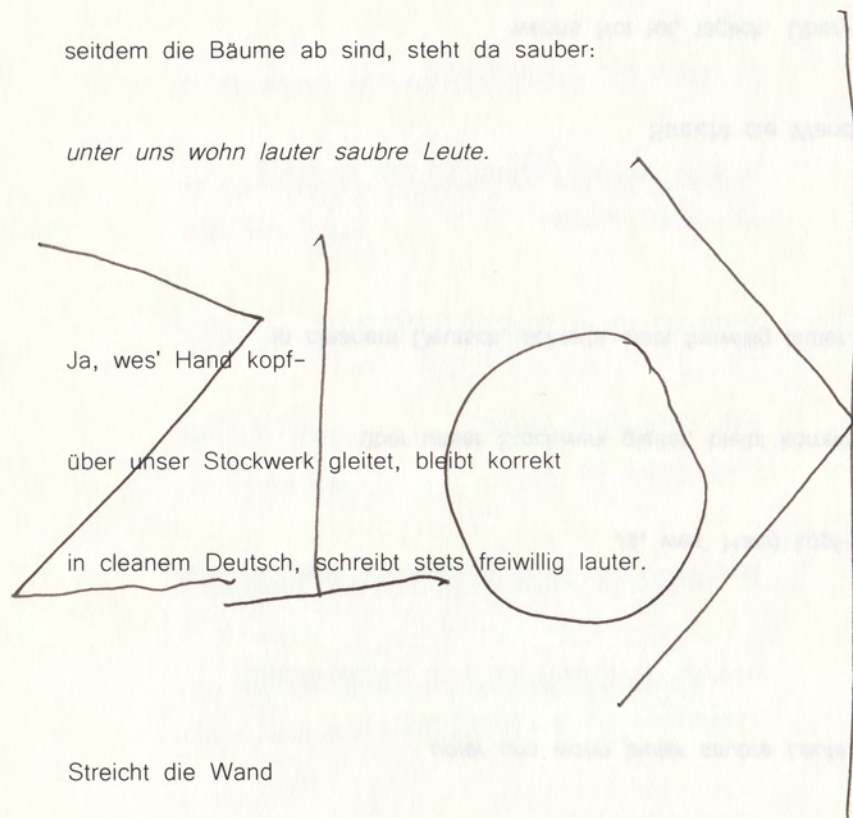 seitdem die Bäume ab sind, steht da sauber:
unter uns wohn lauter saubre Leute.
Ja, wes' Hand kopf-
über unser Stockwerk gleitet, bleibt korrekt
in cleanem Deutsch, schreibt stets freiwillig lauter.
Streicht die Wand